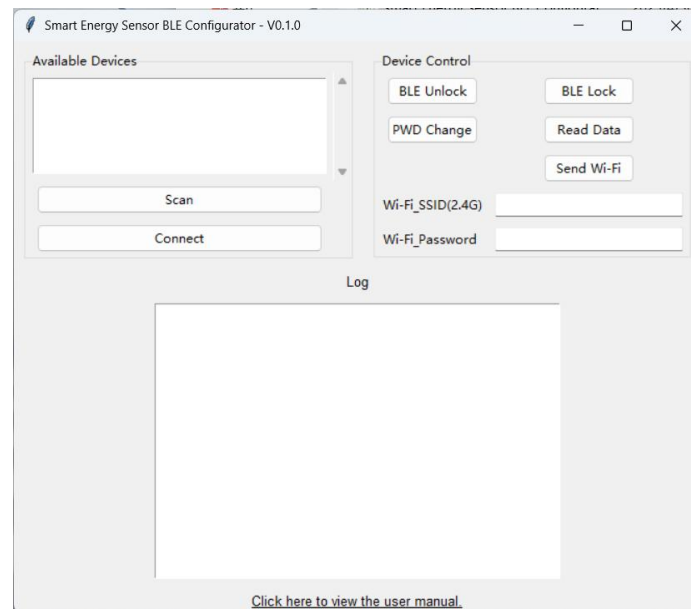 Smart Energy Sensor BLE Configurator - V0.1.0
Available Devices
Scan
Connect
Device Control
BLE Unlock
BLE Lock
PWD Change
Read Data
Send Wi-Fi
Wi-Fi_SSID(2.4G)
Wi-Fi_Password
Log
Click here to view the user manual.